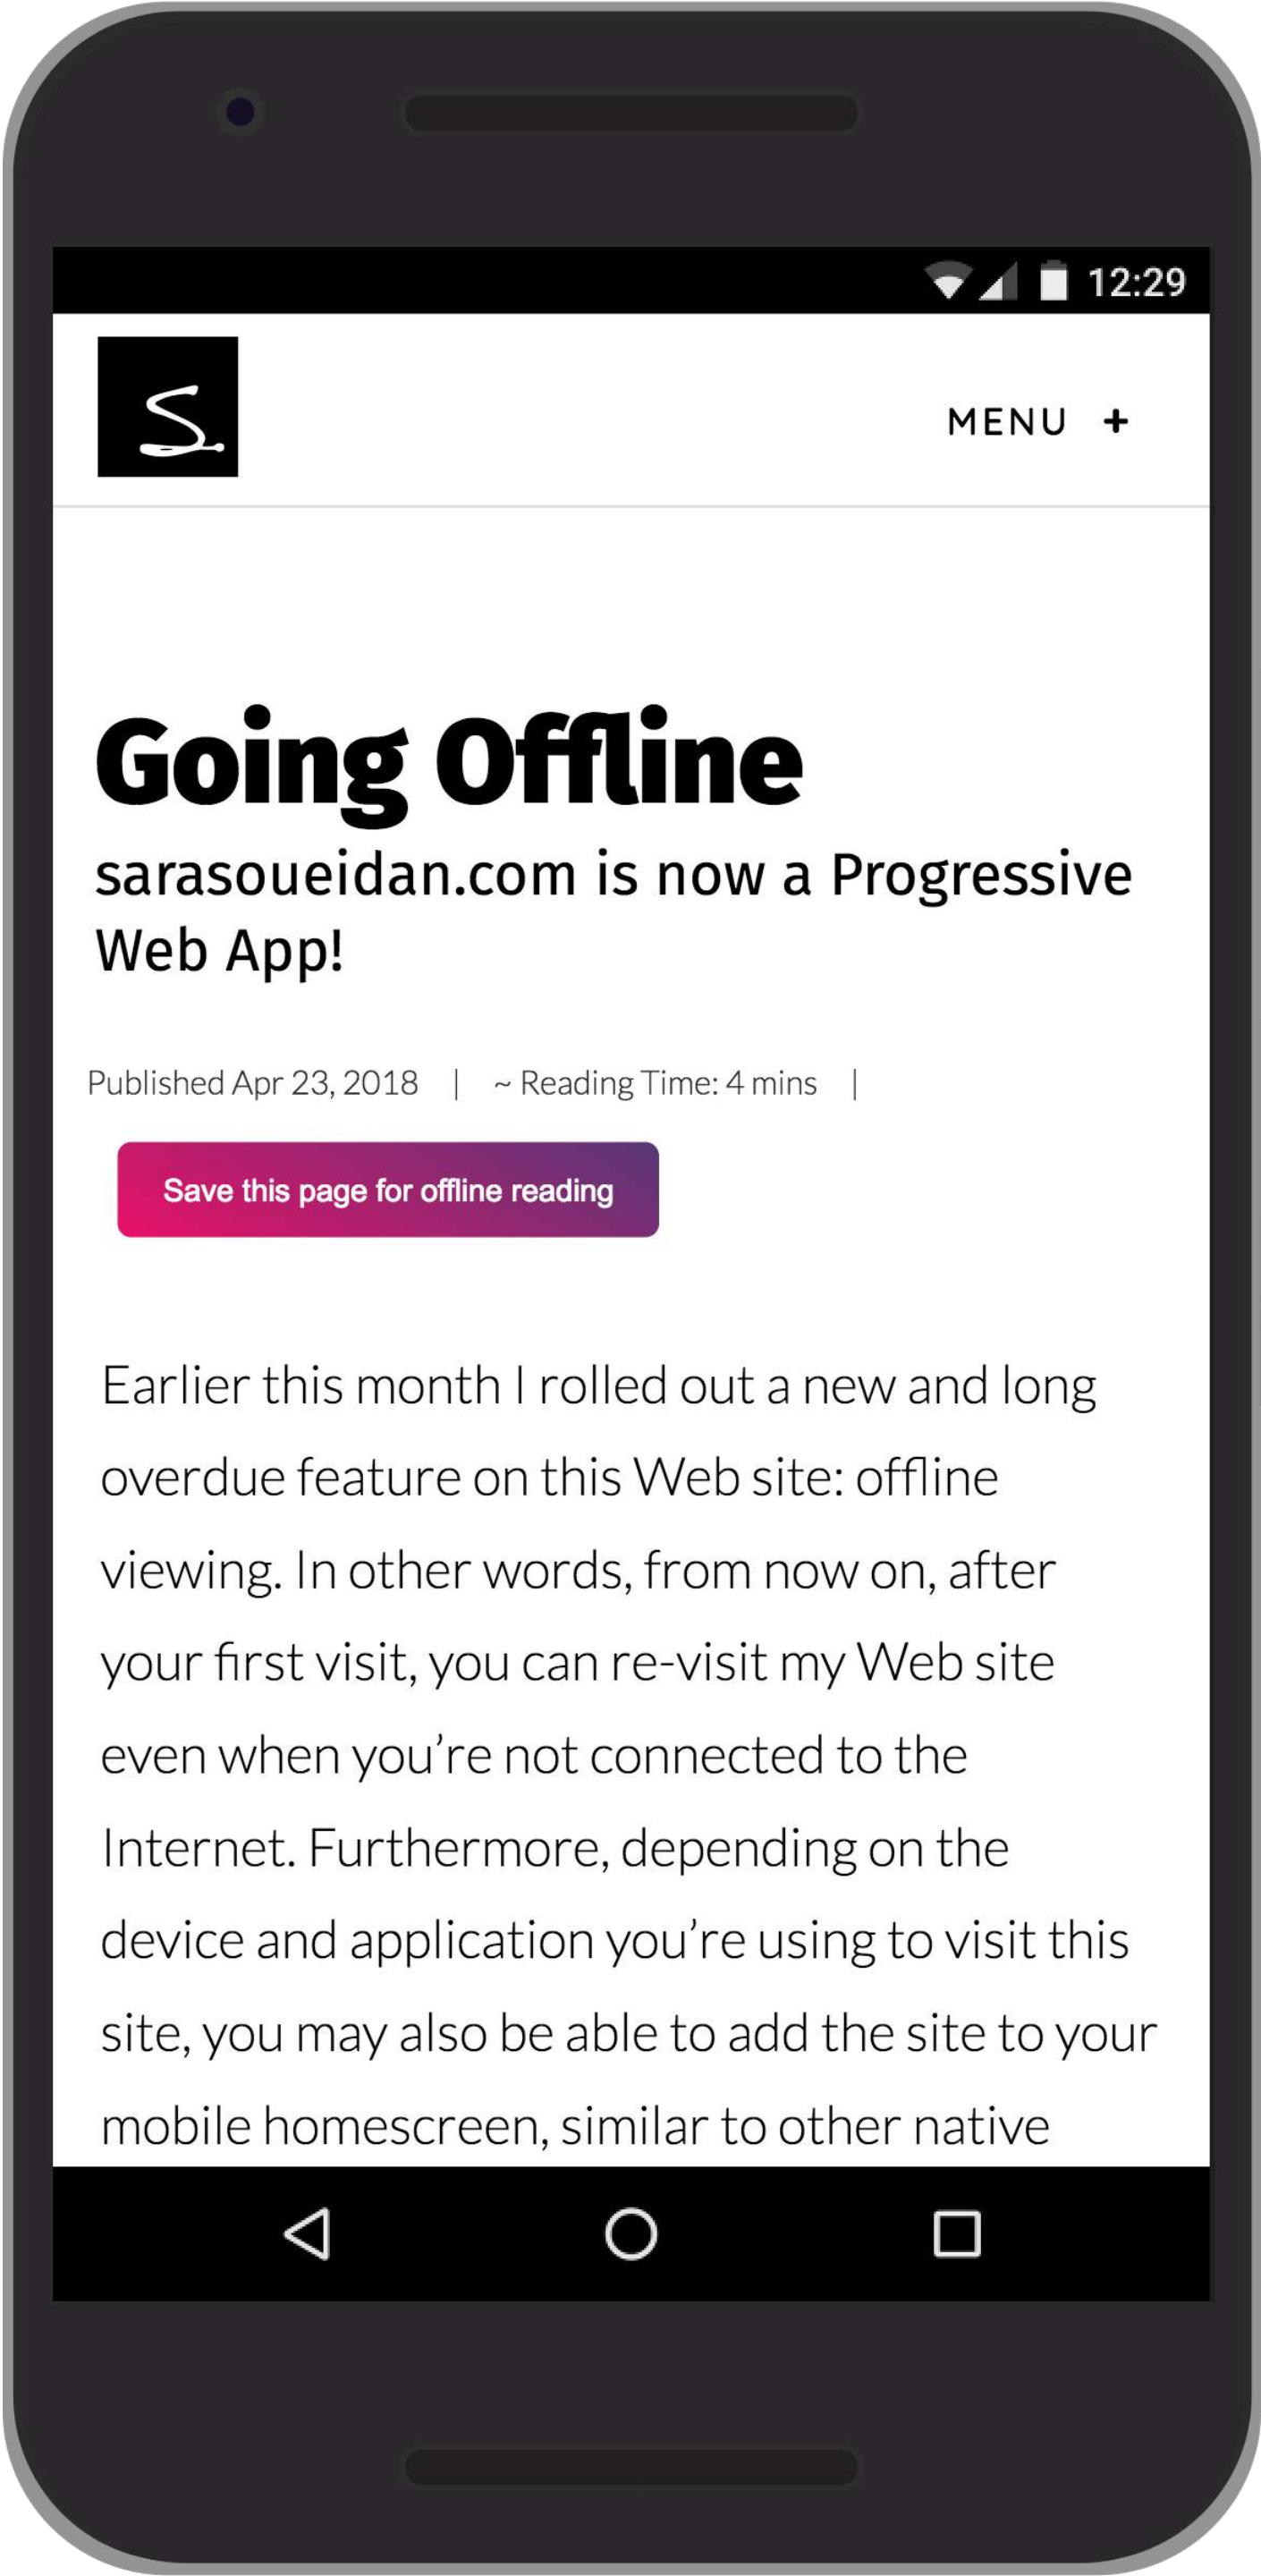 12:29
S.
MENU +
Going Offline
sarasoueidan.com is now a Progressive
Web App!
Published Apr 23, 2018 | ~ Reading Time: 4 mins |
Save this page for offline reading
Earlier this month I rolled out a new and long
overdue feature on this Web site: offline
viewing. In other words, from now on, after
your first visit, you can re-visit my Web site
even when you’re not connected to the
Internet. Furthermore, depending on the
device and application you’re using to visit this
site, you may also be able to add the site to your
mobile homescreen, similar to other native